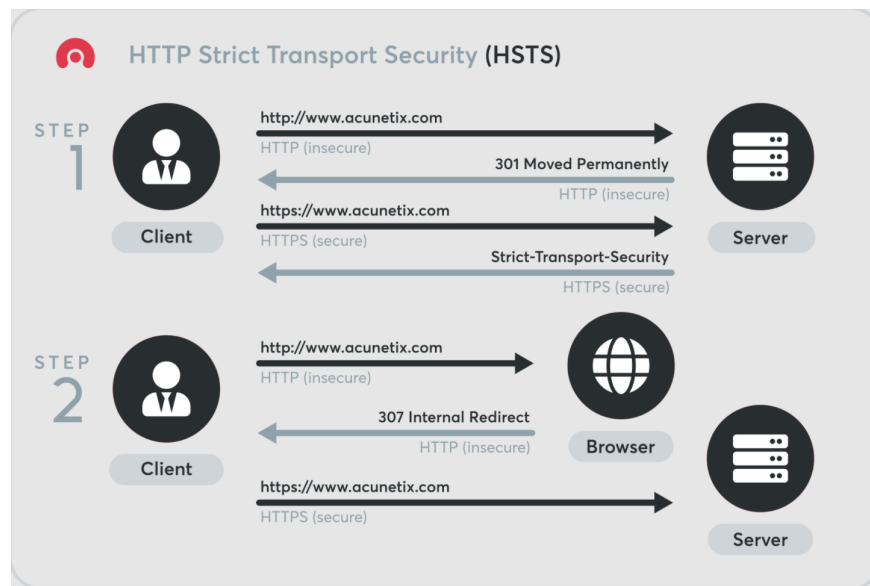 HTTP Strict Transport Security (HSTS)
STEP
1
http://www.acunetix.com
HTTP (insecure)
301 Moved Permanently
HTTP (insecure)
https://www.acunetix.com
HTTPS (secure)
Strict-Transport-Security
HTTPS (secure)
Client
Server
STEP
2
http://www.acunetix.com
HTTP (insecure)
307 Internal Redirect
HTTP (insecure)
Browser
Client
https://www.acunetix.com
HTTPS (secure)
Server